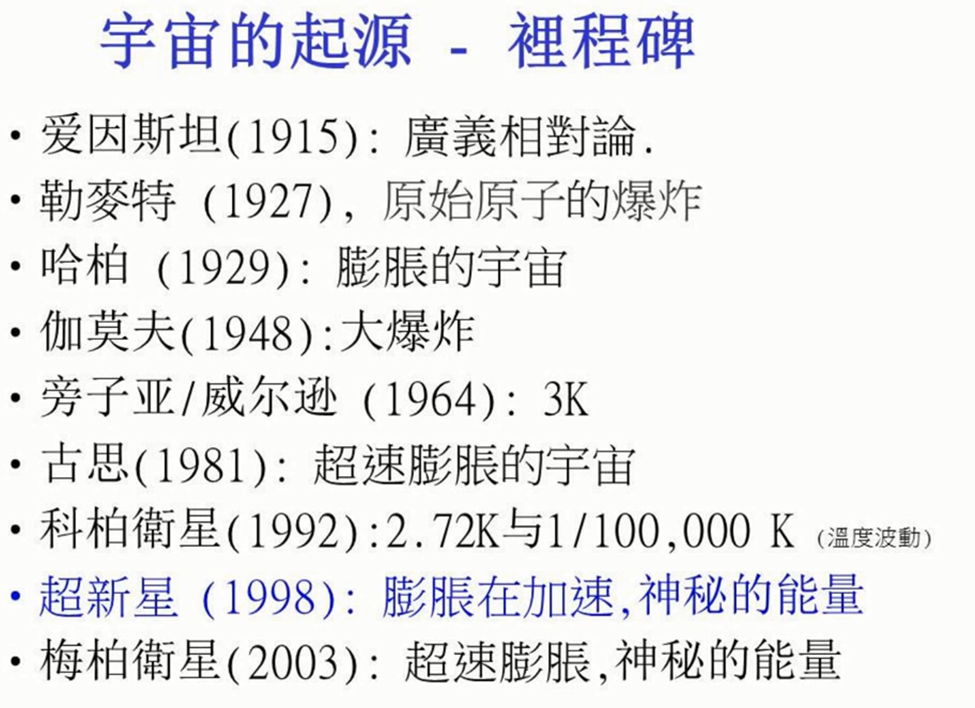 宇宙的起源 - 裡程碑
• 爱因斯坦(1915): 廣義相對論.
• 勒麥特 (1927), 原始原子的爆炸
• 哈柏 (1929): 膨脹的宇宙
• 伽莫夫(1948):大爆炸
• 旁子亚/威尔逊 (1964): 3K
• 古思(1981): 超速膨脹的宇宙
• 科柏衛星(1992):2.72K与1/100,000 K (溫度波動)
• 超新星 (1998): 膨脹在加速,神秘的能量
• 梅柏衛星(2003): 超速膨脹,神秘的能量